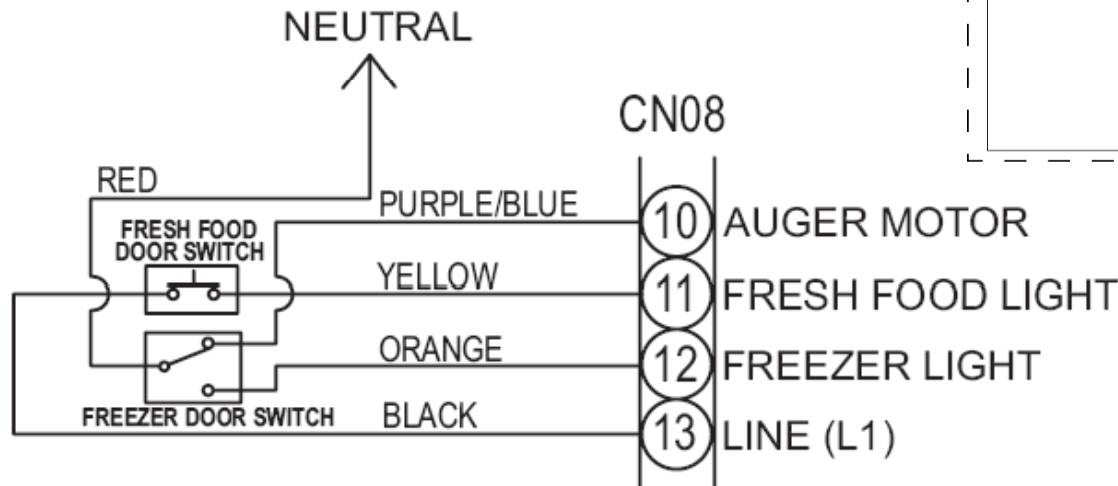 NEUTRAL
CN08
RED
PURPLE/BLUE
10 AUGER MOTOR
FRESH FOOD
DOOR SWITCH
YELLOW
11 FRESH FOOD LIGHT
ORANGE
12 FREEZER LIGHT
FREEZER DOOR SWITCH
BLACK
13 LINE (L1)